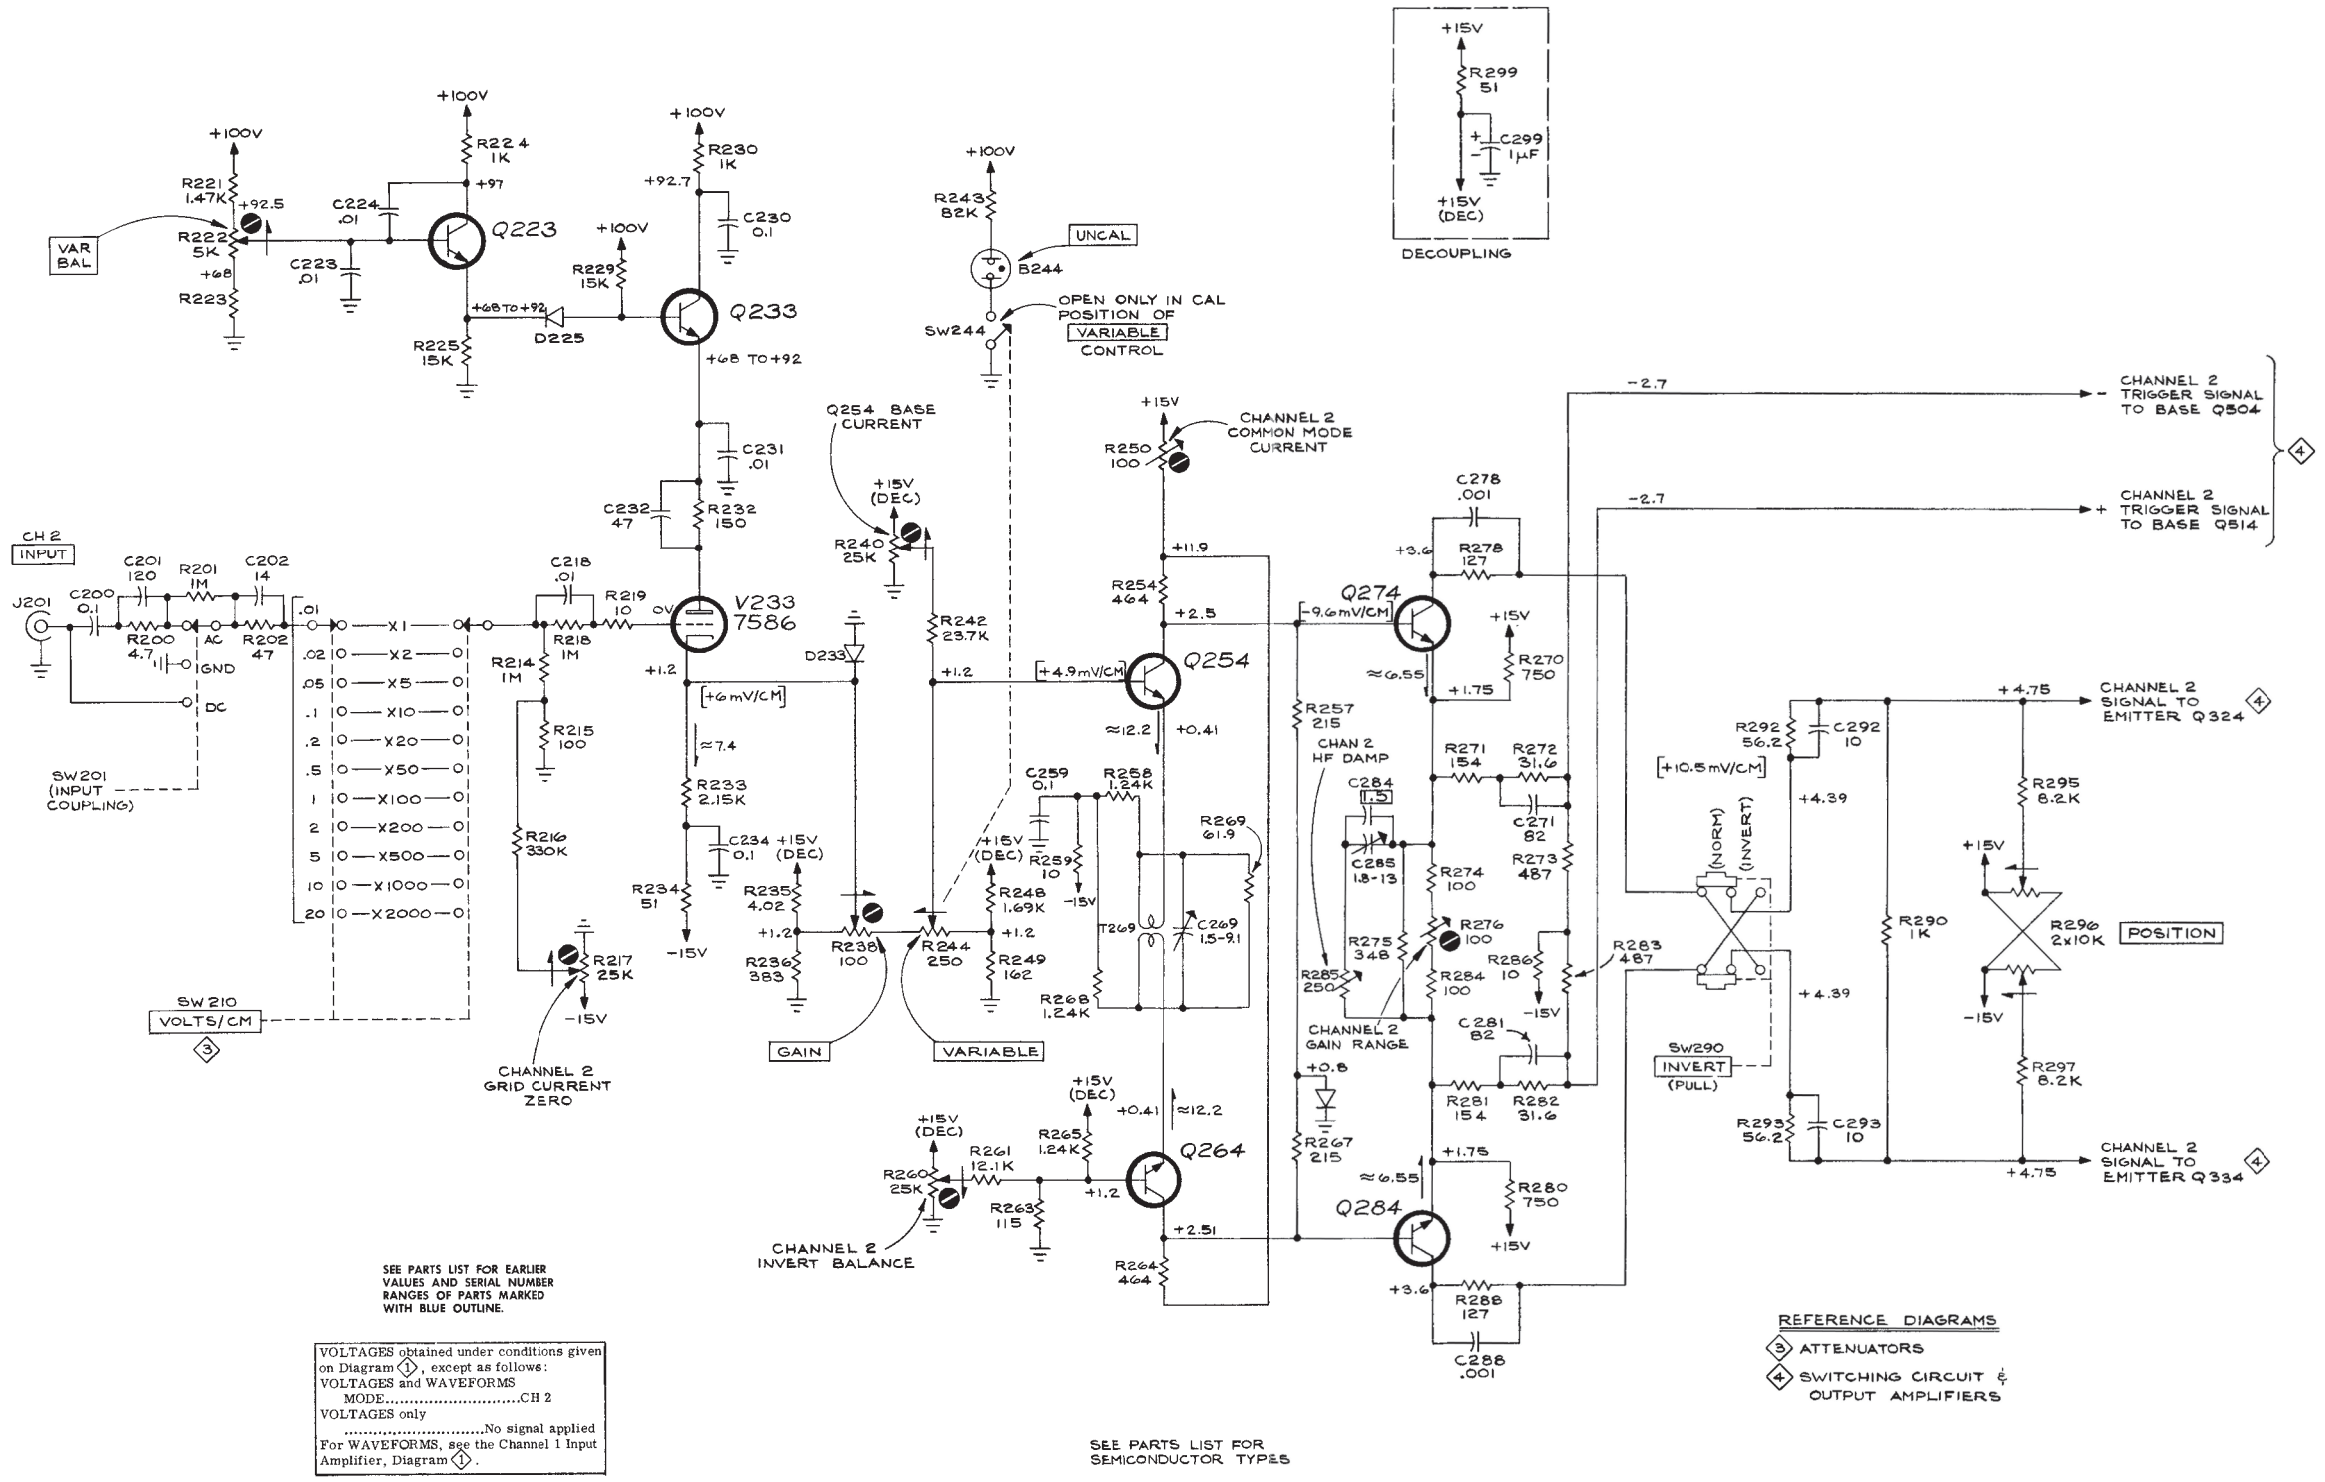 +15V
R299
51
+
-
C299
1µF
+15V
(DEC)
DECOUPLING
+100V
R224
1K
+97
+100V
R221
1.47K
+92.5
VAR
BAL
R222
5K
+68
R223
C224
.01
C223
.01
Q223
+68 TO +92
D225
R225
15K
+100V
R229
15K
+100V
R230
1K
+92.7
C230
0.1
Q233
+68 TO +92
C231
.01
C232
47
R232
150
+100V
R243
82K
UNCAL
B244
OPEN ONLY IN CAL
POSITION OF
VARIABLE
CONTROL
SW244
Q254 BASE
CURRENT
+15V
(DEC)
R240
25K
R242
23.7K
+15V
R250
100
CHANNEL 2
COMMON MODE
CURRENT
+11.9
R254
464
+2.5
-2.7
CHANNEL 2
- TRIGGER SIGNAL
TO BASE Q504
4
-2.7
CHANNEL 2
+ TRIGGER SIGNAL
TO BASE Q514
CH 2
INPUT
J201
C200
0.1
C201
120
R201
1M
C202
14
R200
4.7
AC
R202
47
GND
DC
SW201
(INPUT
COUPLING)
.01 X1
.02 X2
.05 X5
.1 X10
.2 X20
.5 X50
1 X100
2 X200
5 X500
10 X1000
20 X2000
SW210
VOLTS/CM
3
C218
.01
R219
10
R218
1M
0V
V233
7586
R214
1M
R215
100
R216
330K
R217
25K
-15V
CHANNEL 2
GRID CURRENT
ZERO
+1.2
[+6mV/CM]
≈7.4
R233
2.15K
C234
0.1
R234
51
-15V
D233
+15V
(DEC)
R235
4.02
+1.2
R236
383
R238
100
GAIN
R244
250
VARIABLE
+15V
(DEC)
R248
1.69K
+1.2
R249
162
+1.2
[+4.9mV/CM]
Q254
≈12.2
+0.41
C259
0.1
R258
1.24K
R259
10
-15V
R269
61.9
T269
C269
1.5-9.1
R268
1.24K
+15V
(DEC)
R260
25K
CHANNEL 2
INVERT BALANCE
R261
12.1K
R263
115
+15V
(DEC)
R265
1.24K
+1.2
+0.41
≈12.2
Q264
+2.51
R264
464
C278
.001
+3.6
R278
127
Q274
[-9.6mV/CM]
+15V
R270
750
≈6.55
+1.75
R257
215
CHAN 2
HF DAMP
C284
1.5
C285
1.8-13
R271
154
R272
31.6
C271
82
R273
487
R274
100
R276
100
R275
348
R284
100
R285
250
CHANNEL 2
GAIN RANGE
R286
10
-15V
R283
487
C281
82
R281
154
R282
31.6
+0.8
R267
215
+1.75
≈6.55
R280
750
+15V
Q284
+3.6
R288
127
C288
.001
R292
56.2
C292
10
[+10.5mV/CM]
+4.39
(NORM)
(INVERT)
+4.39
SW290
INVERT
(PULL)
R293
56.2
C293
10
R290
1K
+4.75
CHANNEL 2
SIGNAL TO
EMITTER Q324
4
R295
8.2K
+15V
R296
2x10K
POSITION
-15V
R297
8.2K
+4.75
CHANNEL 2
SIGNAL TO
EMITTER Q334
4
SEE PARTS LIST FOR EARLIER
VALUES AND SERIAL NUMBER
RANGES OF PARTS MARKED
WITH BLUE OUTLINE.
VOLTAGES obtained under conditions given
on Diagram 1, except as follows:
VOLTAGES and WAVEFORMS
MODE...........................CH 2
VOLTAGES only
............................No signal applied
For WAVEFORMS, see the Channel 1 Input
Amplifier, Diagram 1.
SEE PARTS LIST FOR
SEMICONDUCTOR TYPES
REFERENCE DIAGRAMS
3 ATTENUATORS
4 SWITCHING CIRCUIT &
OUTPUT AMPLIFIERS